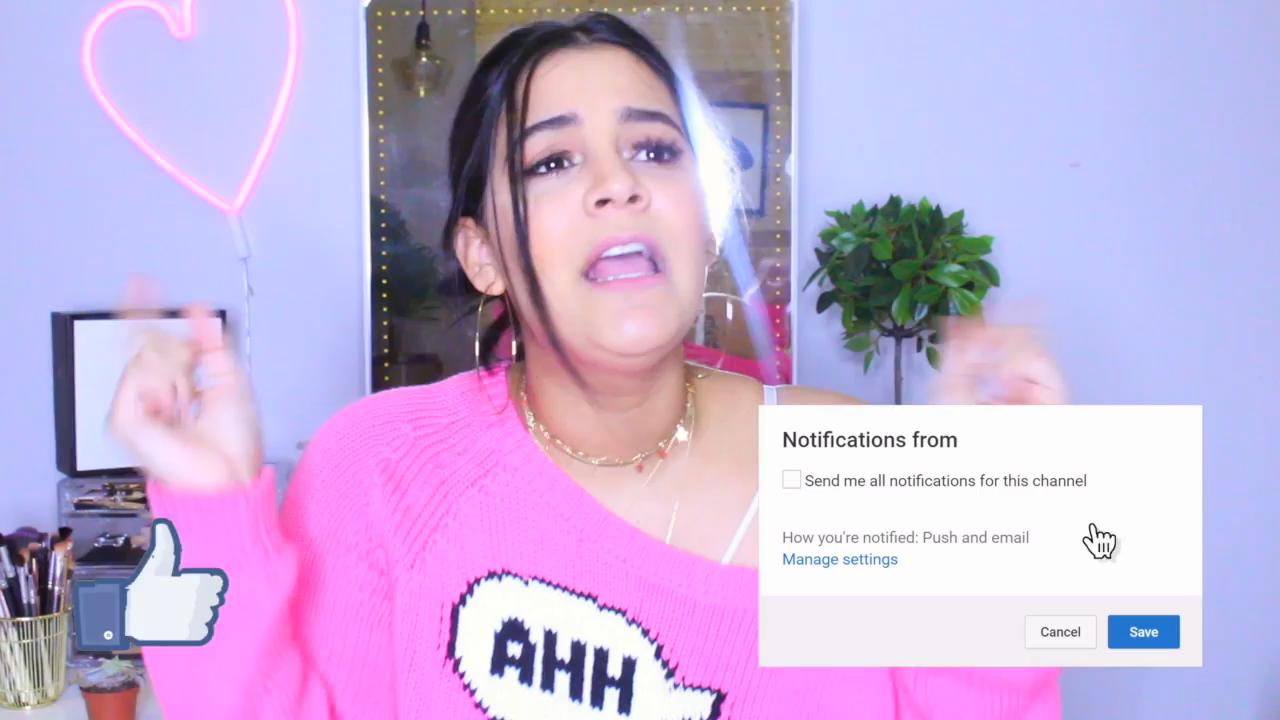 Notifications from
Send me all notifications for this channel
How you're notified: Push and email
Manage settings
Cancel
Save
AHH